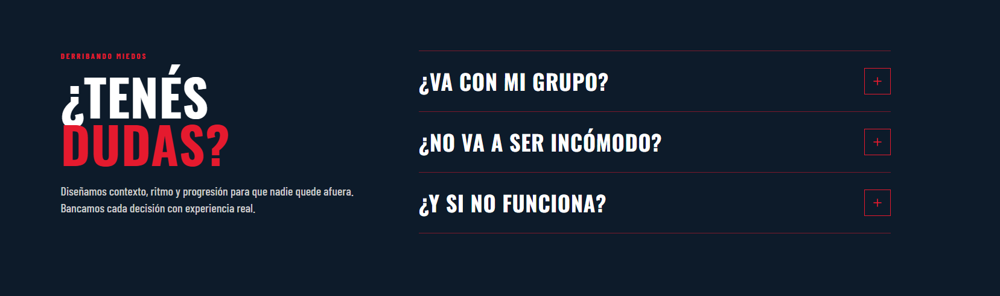 DERRIBANDO MIEDOS
¿TENÉS
DUDAS?
Diseñamos contexto, ritmo y progresión para que nadie quede afuera.
Bancamos cada decisión con experiencia real.
¿VA CON MI GRUPO?
+
¿NO VA A SER INCÓMODO?
+
¿Y SI NO FUNCIONA?
+